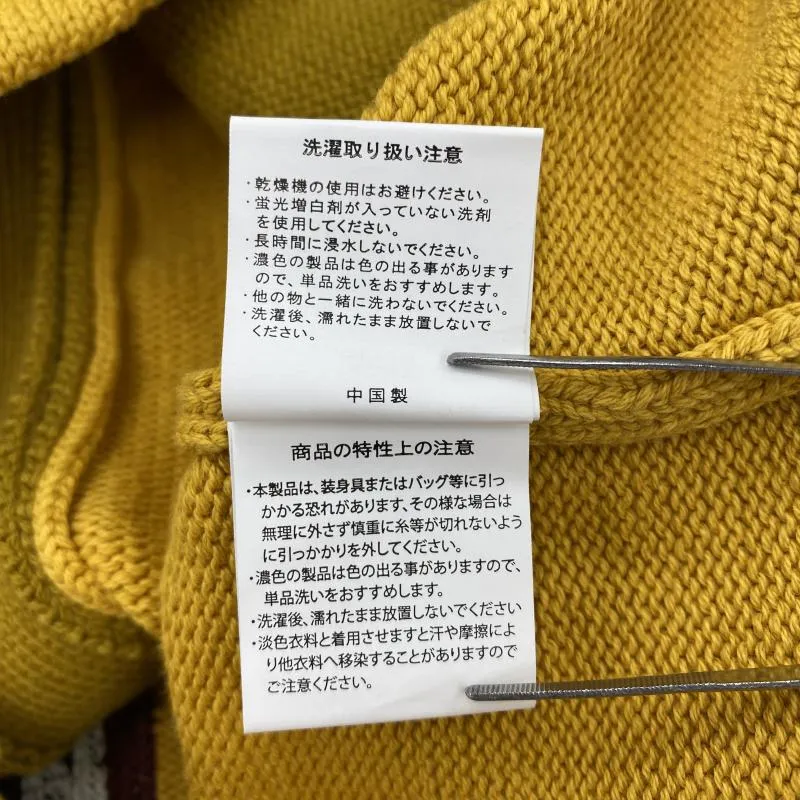 洗濯取り扱い注意
・乾燥機の使用はお避けください。
・蛍光増白剤が入っていない洗剤
を使用してください。
・長時間に浸水しないでください。
・濃色の製品は色の出る事があります
ので、単品洗いをおすすめします。
・他の物と一緒に洗わないでください。
・洗濯後、濡れたまま放置しないで
ください。
中国製
商品の特性上の注意
・本製品は、装身具またはバッグ等に引っ
かかる恐れがあります、その様な場合は
無理に外さず慎重に糸等が切れないよう
に引っかかりを外してください。
・濃色の製品は色の出る事がありますので、
単品洗いをおすすめします。
・洗濯後、濡れたまま放置しないでください
・淡色衣料と着用させますと汗や摩擦によ
り他衣料へ移染することがありますので
ご注意ください。